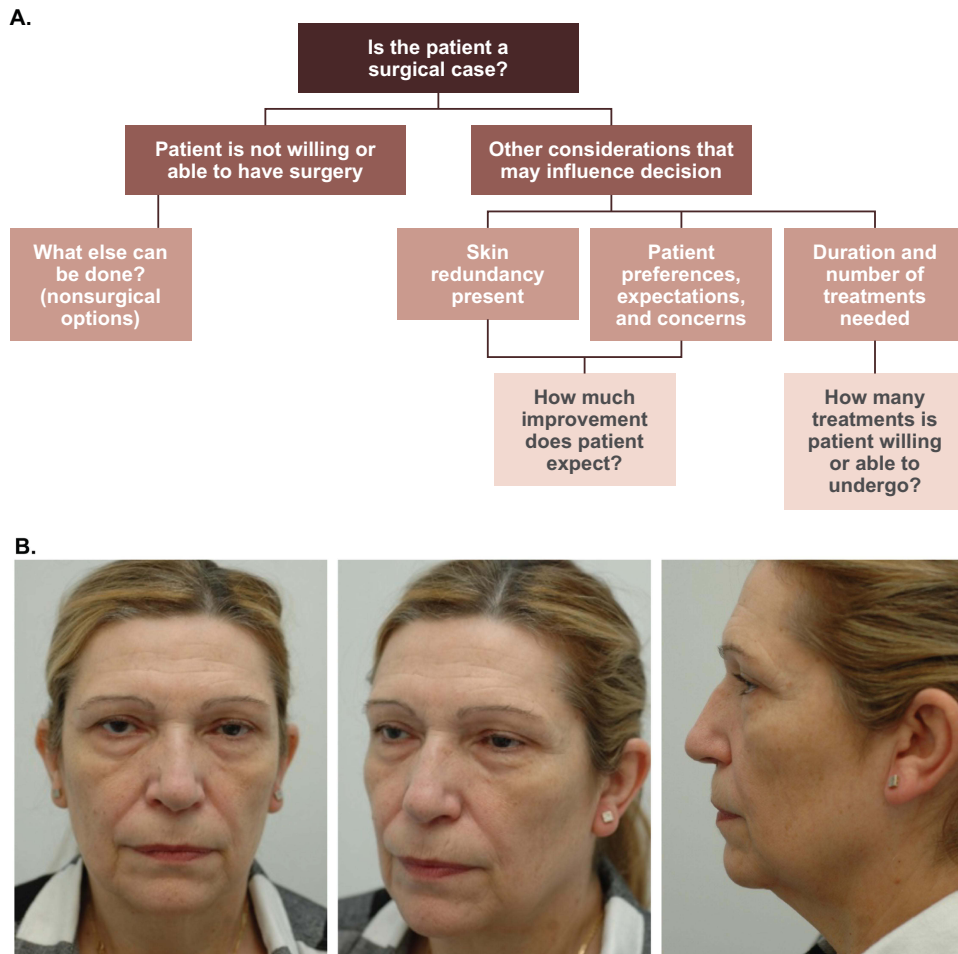 A.
Is the patient a
surgical case?
Patient is not willing or
able to have surgery
Other considerations that
may influence decision
What else can
be done?
(nonsurgical
options)
Skin
redundancy
present
Patient
preferences,
expectations,
and concerns
Duration and
number of
treatments
needed
How much
improvement
does patient
expect?
How many
treatments is
patient willing
or able to
undergo?
B.